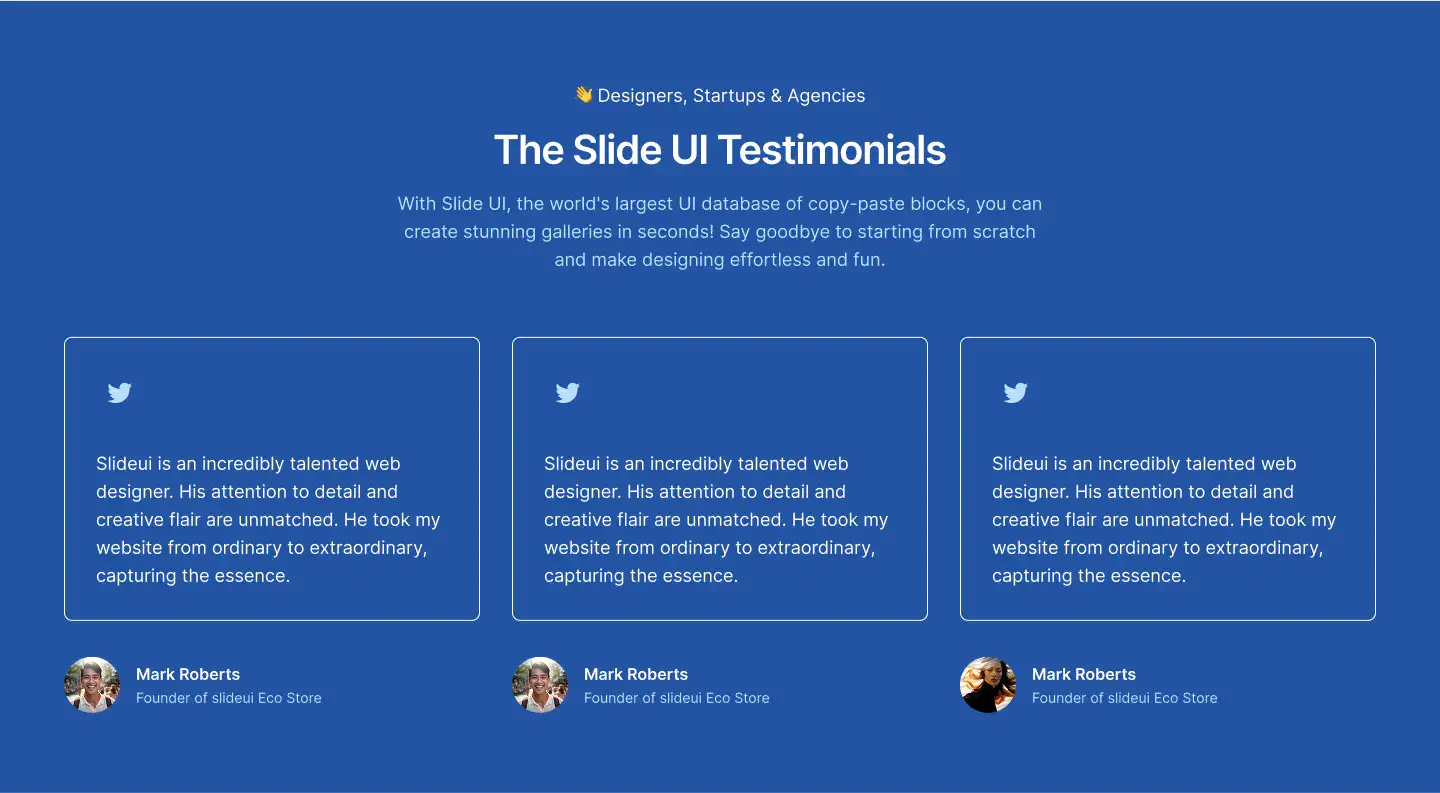 👋 Designers, Startups & Agencies
The Slide UI Testimonials
With Slide UI, the world's largest UI database of copy-paste blocks, you can
create stunning galleries in seconds! Say goodbye to starting from scratch
and make designing effortless and fun.
Slideui is an incredibly talented web
designer. His attention to detail and
creative flair are unmatched. He took my
website from ordinary to extraordinary,
capturing the essence.
Mark Roberts
Founder of slideui Eco Store
Slideui is an incredibly talented web
designer. His attention to detail and
creative flair are unmatched. He took my
website from ordinary to extraordinary,
capturing the essence.
Mark Roberts
Founder of slideui Eco Store
Slideui is an incredibly talented web
designer. His attention to detail and
creative flair are unmatched. He took my
website from ordinary to extraordinary,
capturing the essence.
Mark Roberts
Founder of slideui Eco Store